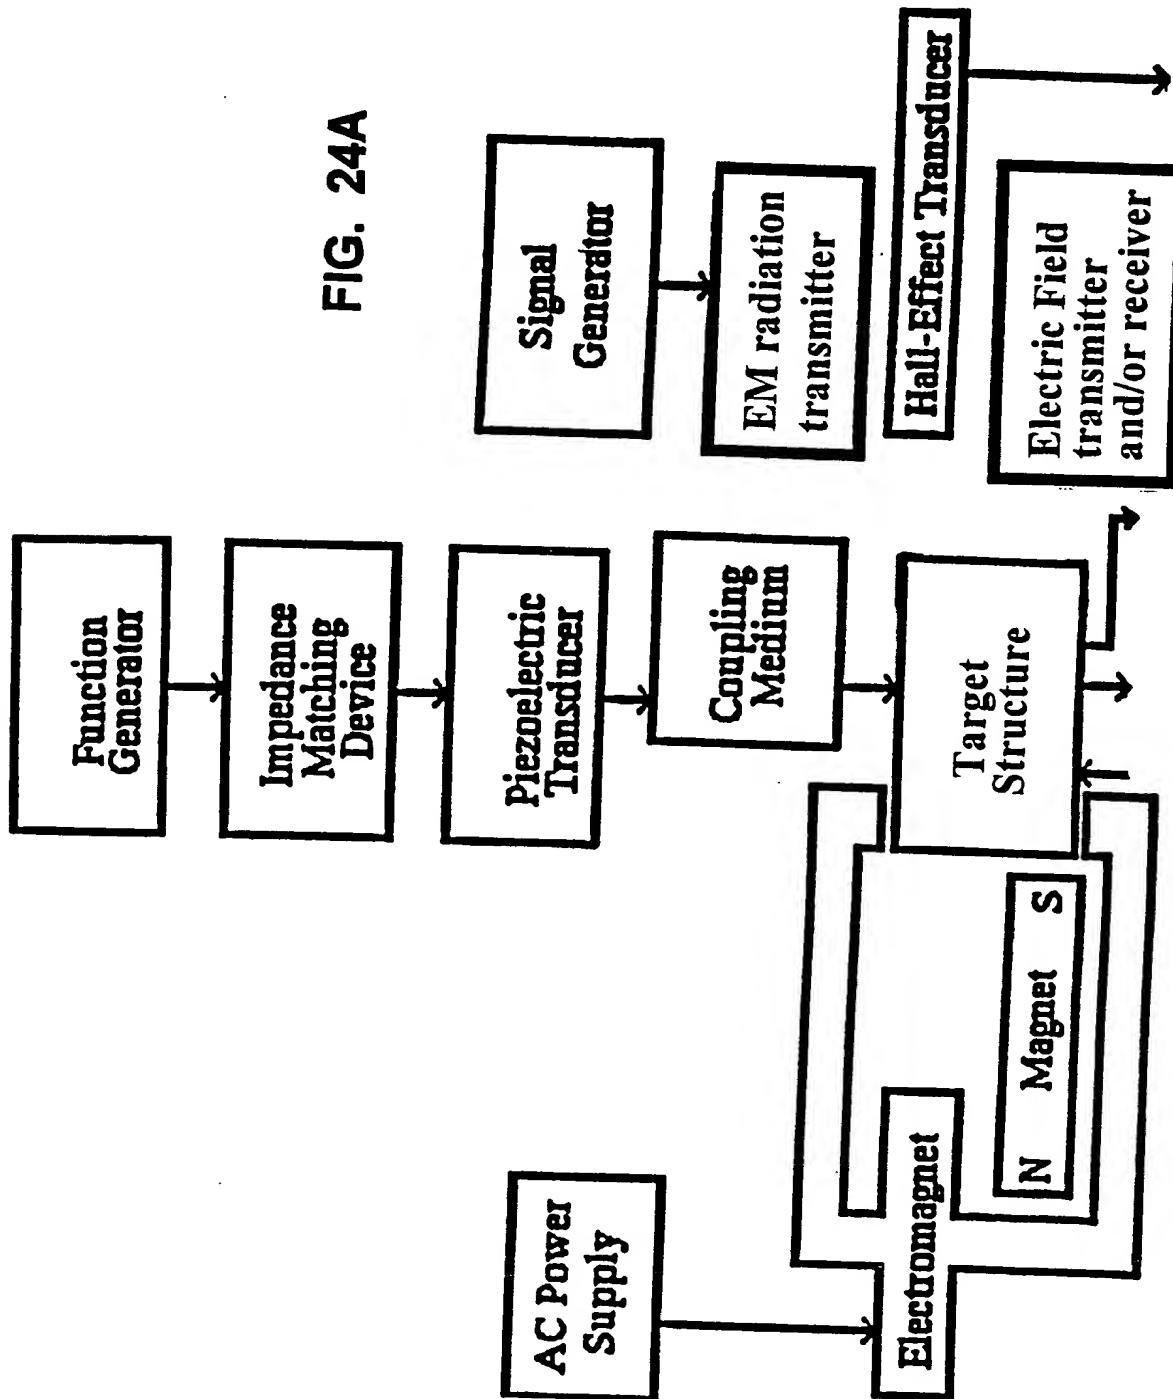 FIG. 24A
Function
Generator
Impedance
Matching
Device
Piezoelectric
Transducer
Coupling
Medium
Target
Structure
Signal
Generator
EM radiation
transmitter
Hall-Effect Transducer
Electric Field
transmitter
and/or receiver
AC Power
Supply
Electromagnet
N Magnet S